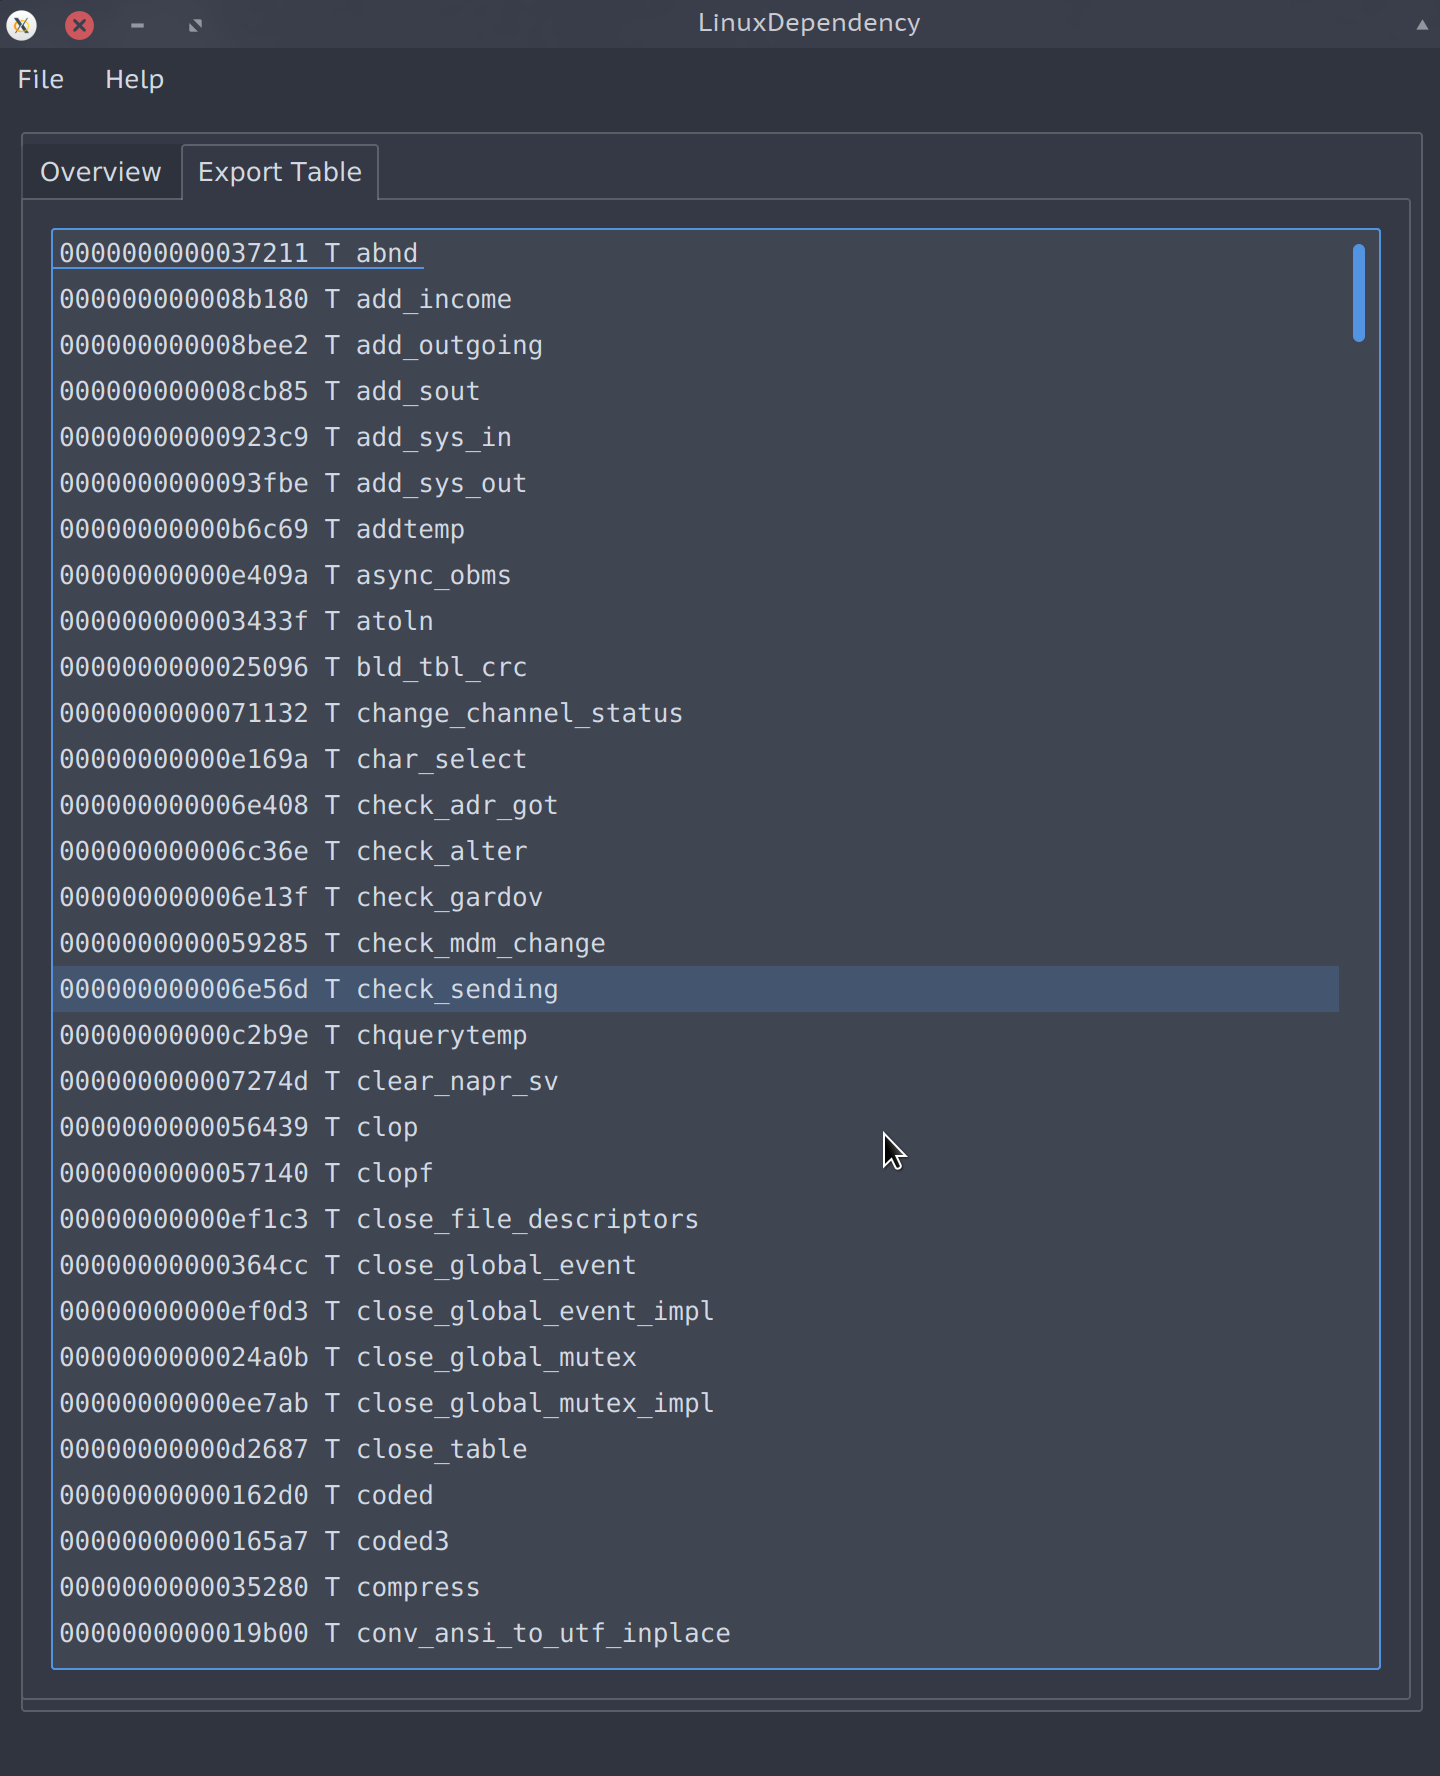 LinuxDependency
File Help
Overview Export Table
0000000000037211 T abnd
000000000008b180 T add_income
000000000008bee2 T add_outgoing
000000000008cb85 T add_sout
00000000000923c9 T add_sys_in
0000000000093fbe T add_sys_out
00000000000b6c69 T addtemp
00000000000e409a T async_obms
000000000003433f T atoln
0000000000025096 T bld_tbl_crc
0000000000071132 T change_channel_status
00000000000e169a T char_select
000000000006e408 T check_adr_got
000000000006c36e T check_alter
000000000006e13f T check_gardov
0000000000059285 T check_mdm_change
000000000006e56d T check_sending
00000000000c2b9e T chquerytemp
000000000007274d T clear_napr_sv
0000000000056439 T clop
0000000000057140 T clopf
00000000000ef1c3 T close_file_descriptors
00000000000364cc T close_global_event
00000000000ef0d3 T close_global_event_impl
0000000000024a0b T close_global_mutex
00000000000ee7ab T close_global_mutex_impl
00000000000d2687 T close_table
00000000000162d0 T coded
00000000000165a7 T coded3
0000000000035280 T compress
0000000000019b00 T conv_ansi_to_utf_inplace